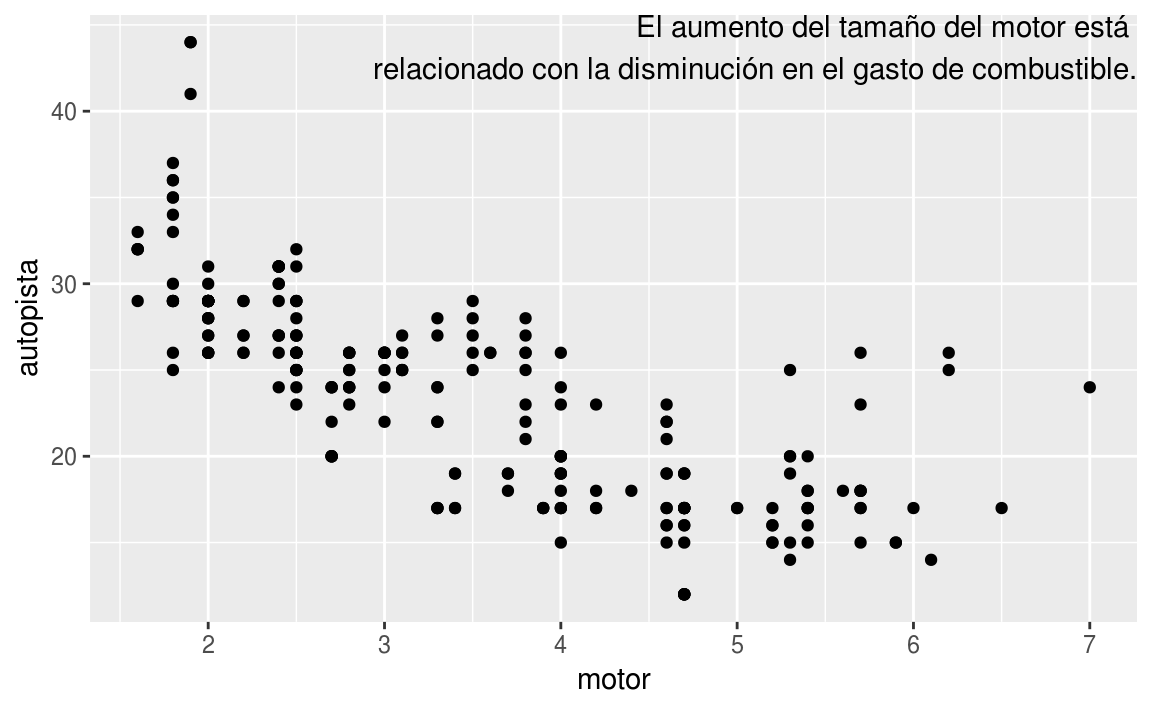 El aumento del tamaño del motor está
relacionado con la disminución en el gasto de combustible.
40
30
20
autopista
2 3 4 5 6 7
motor